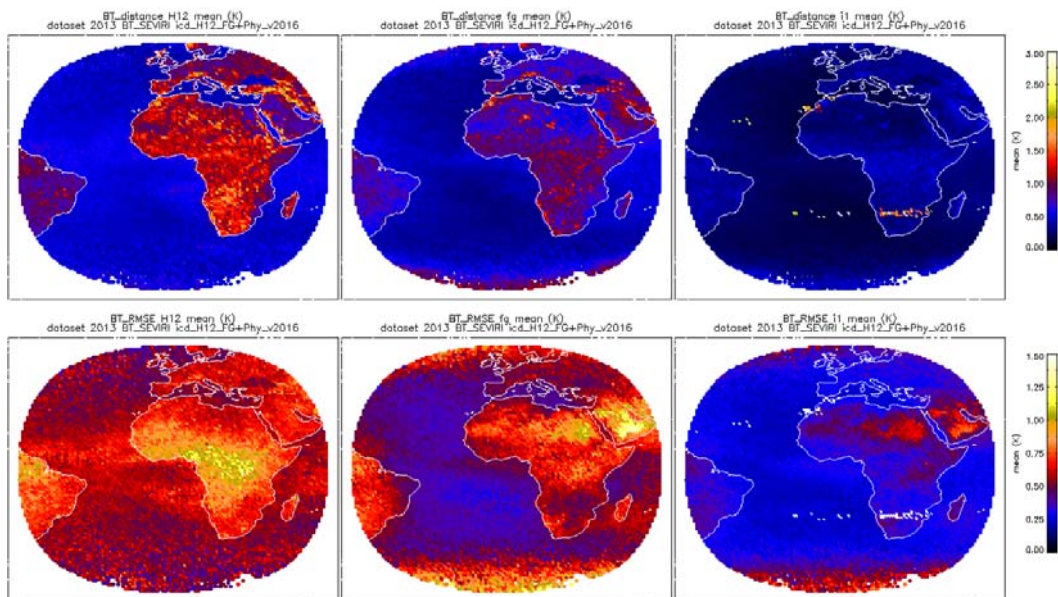 BT_distance H12 mean (K)
dataset 2013 BT_SEVIRI icd_H12_FG+Phy_v2016
BT_distance fg mean (K)
dataset 2013 BT_SEVIRI icd_H12_FG+Phy_v2016
BT_distance i1 mean (K)
dataset 2013 BT_SEVIRI icd_H12_FG+Phy_v2016
3.00
2.50
2.00
1.50
1.00
0.50
0.00
mean (K)
BT_RMSE H12 mean (K)
dataset 2013 BT_SEVIRI icd_H12_FG+Phy_v2016
BT_RMSE fg mean (K)
dataset 2013 BT_SEVIRI icd_H12_FG+Phy_v2016
BT_RMSE i1 mean (K)
dataset 2013 BT_SEVIRI icd_H12_FG+Phy_v2016
1.50
1.25
1.00
0.75
0.50
0.25
0.00
mean (K)